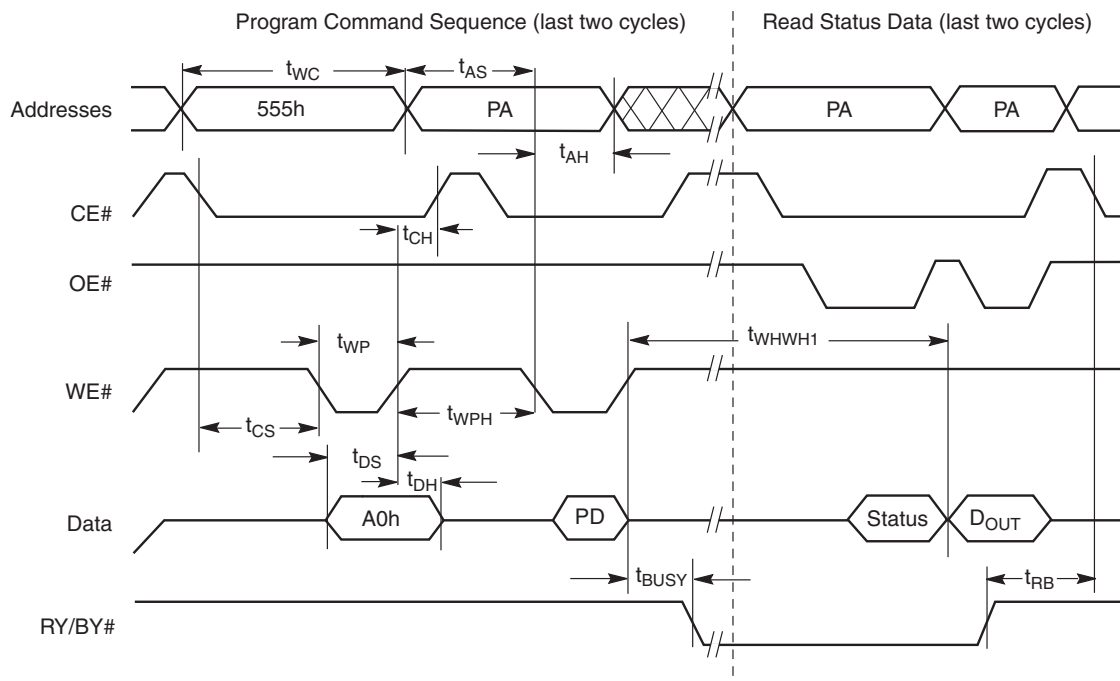 Program Command Sequence (last two cycles)
Read Status Data (last two cycles)
tWC
tAS
Addresses
555h
PA
PA
PA
tAH
CE#
tCH
OE#
tWP
tWHWH1
WE#
tCS
tWPH
tDS
tDH
Data
A0h
PD
Status
DOUT
tBUSY
tRB
RY/BY#